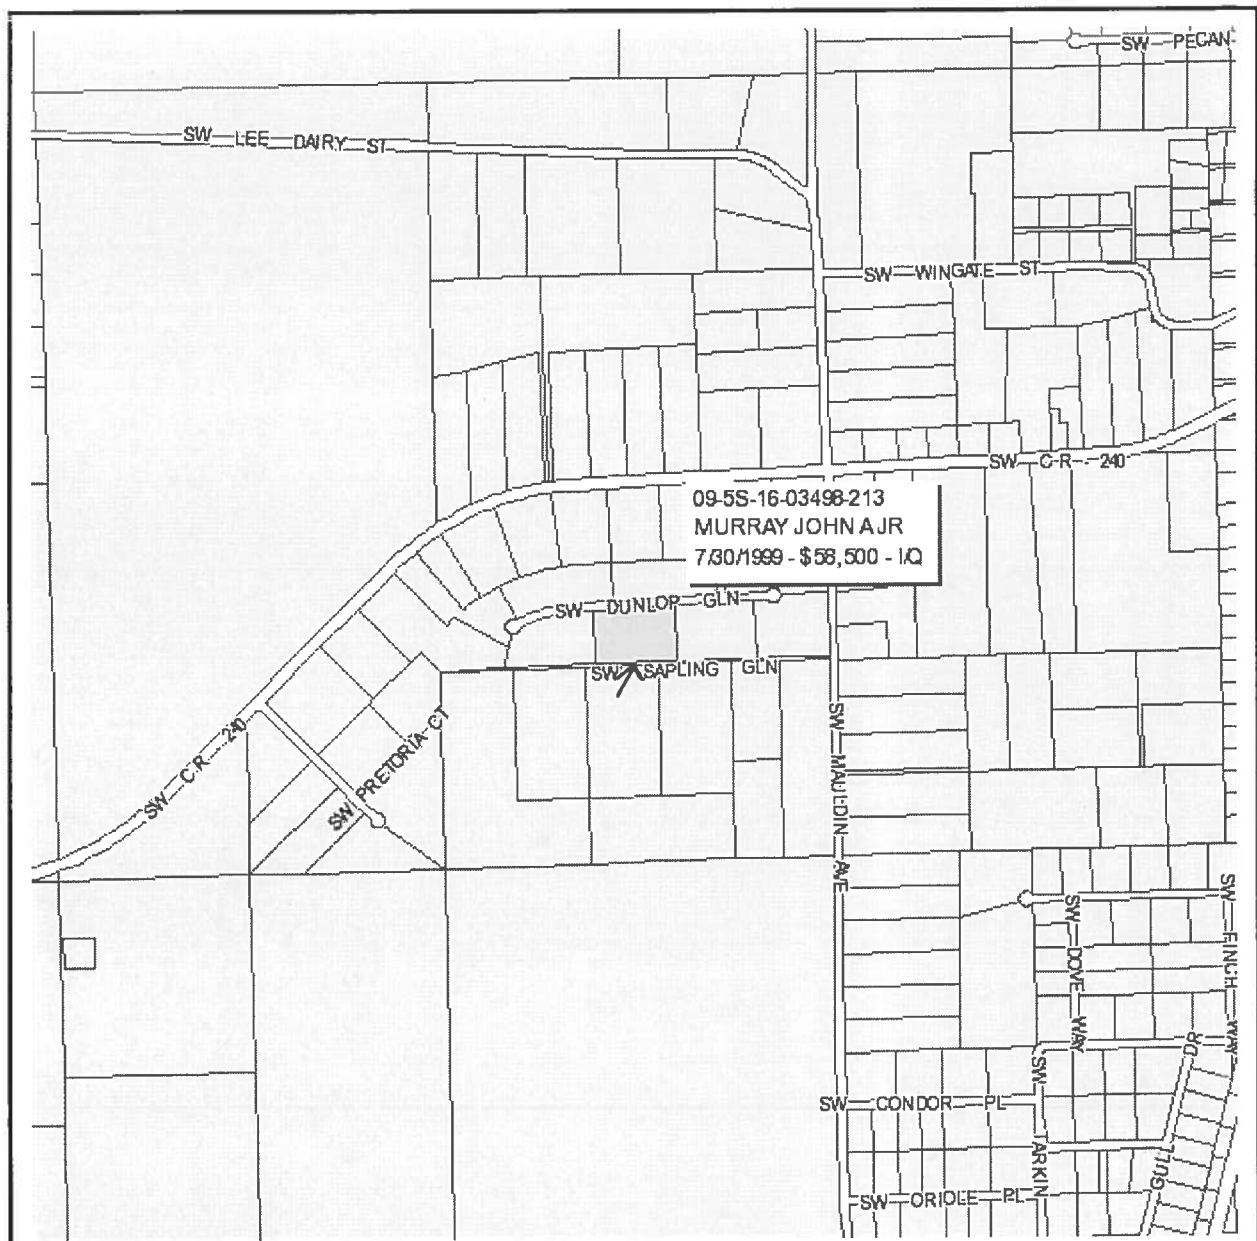 SW PECAN
SW LEE DAIRY ST
SW WINGATE ST
SW C R 240
09-5S-16-03498-213
MURRAY JOHN A JR
7/30/1999 - $58,500 - I/Q
SW DUNLOP GLN
SW SAPLING GLN
SW C.R. 240
SW PRETORIA CT
SW MAULDIN AVE
SW DOVE WAY
SW FINCH WAY
SW TARKIN
GULL DR
SW CONDOR PL
SW ORIOLE PL